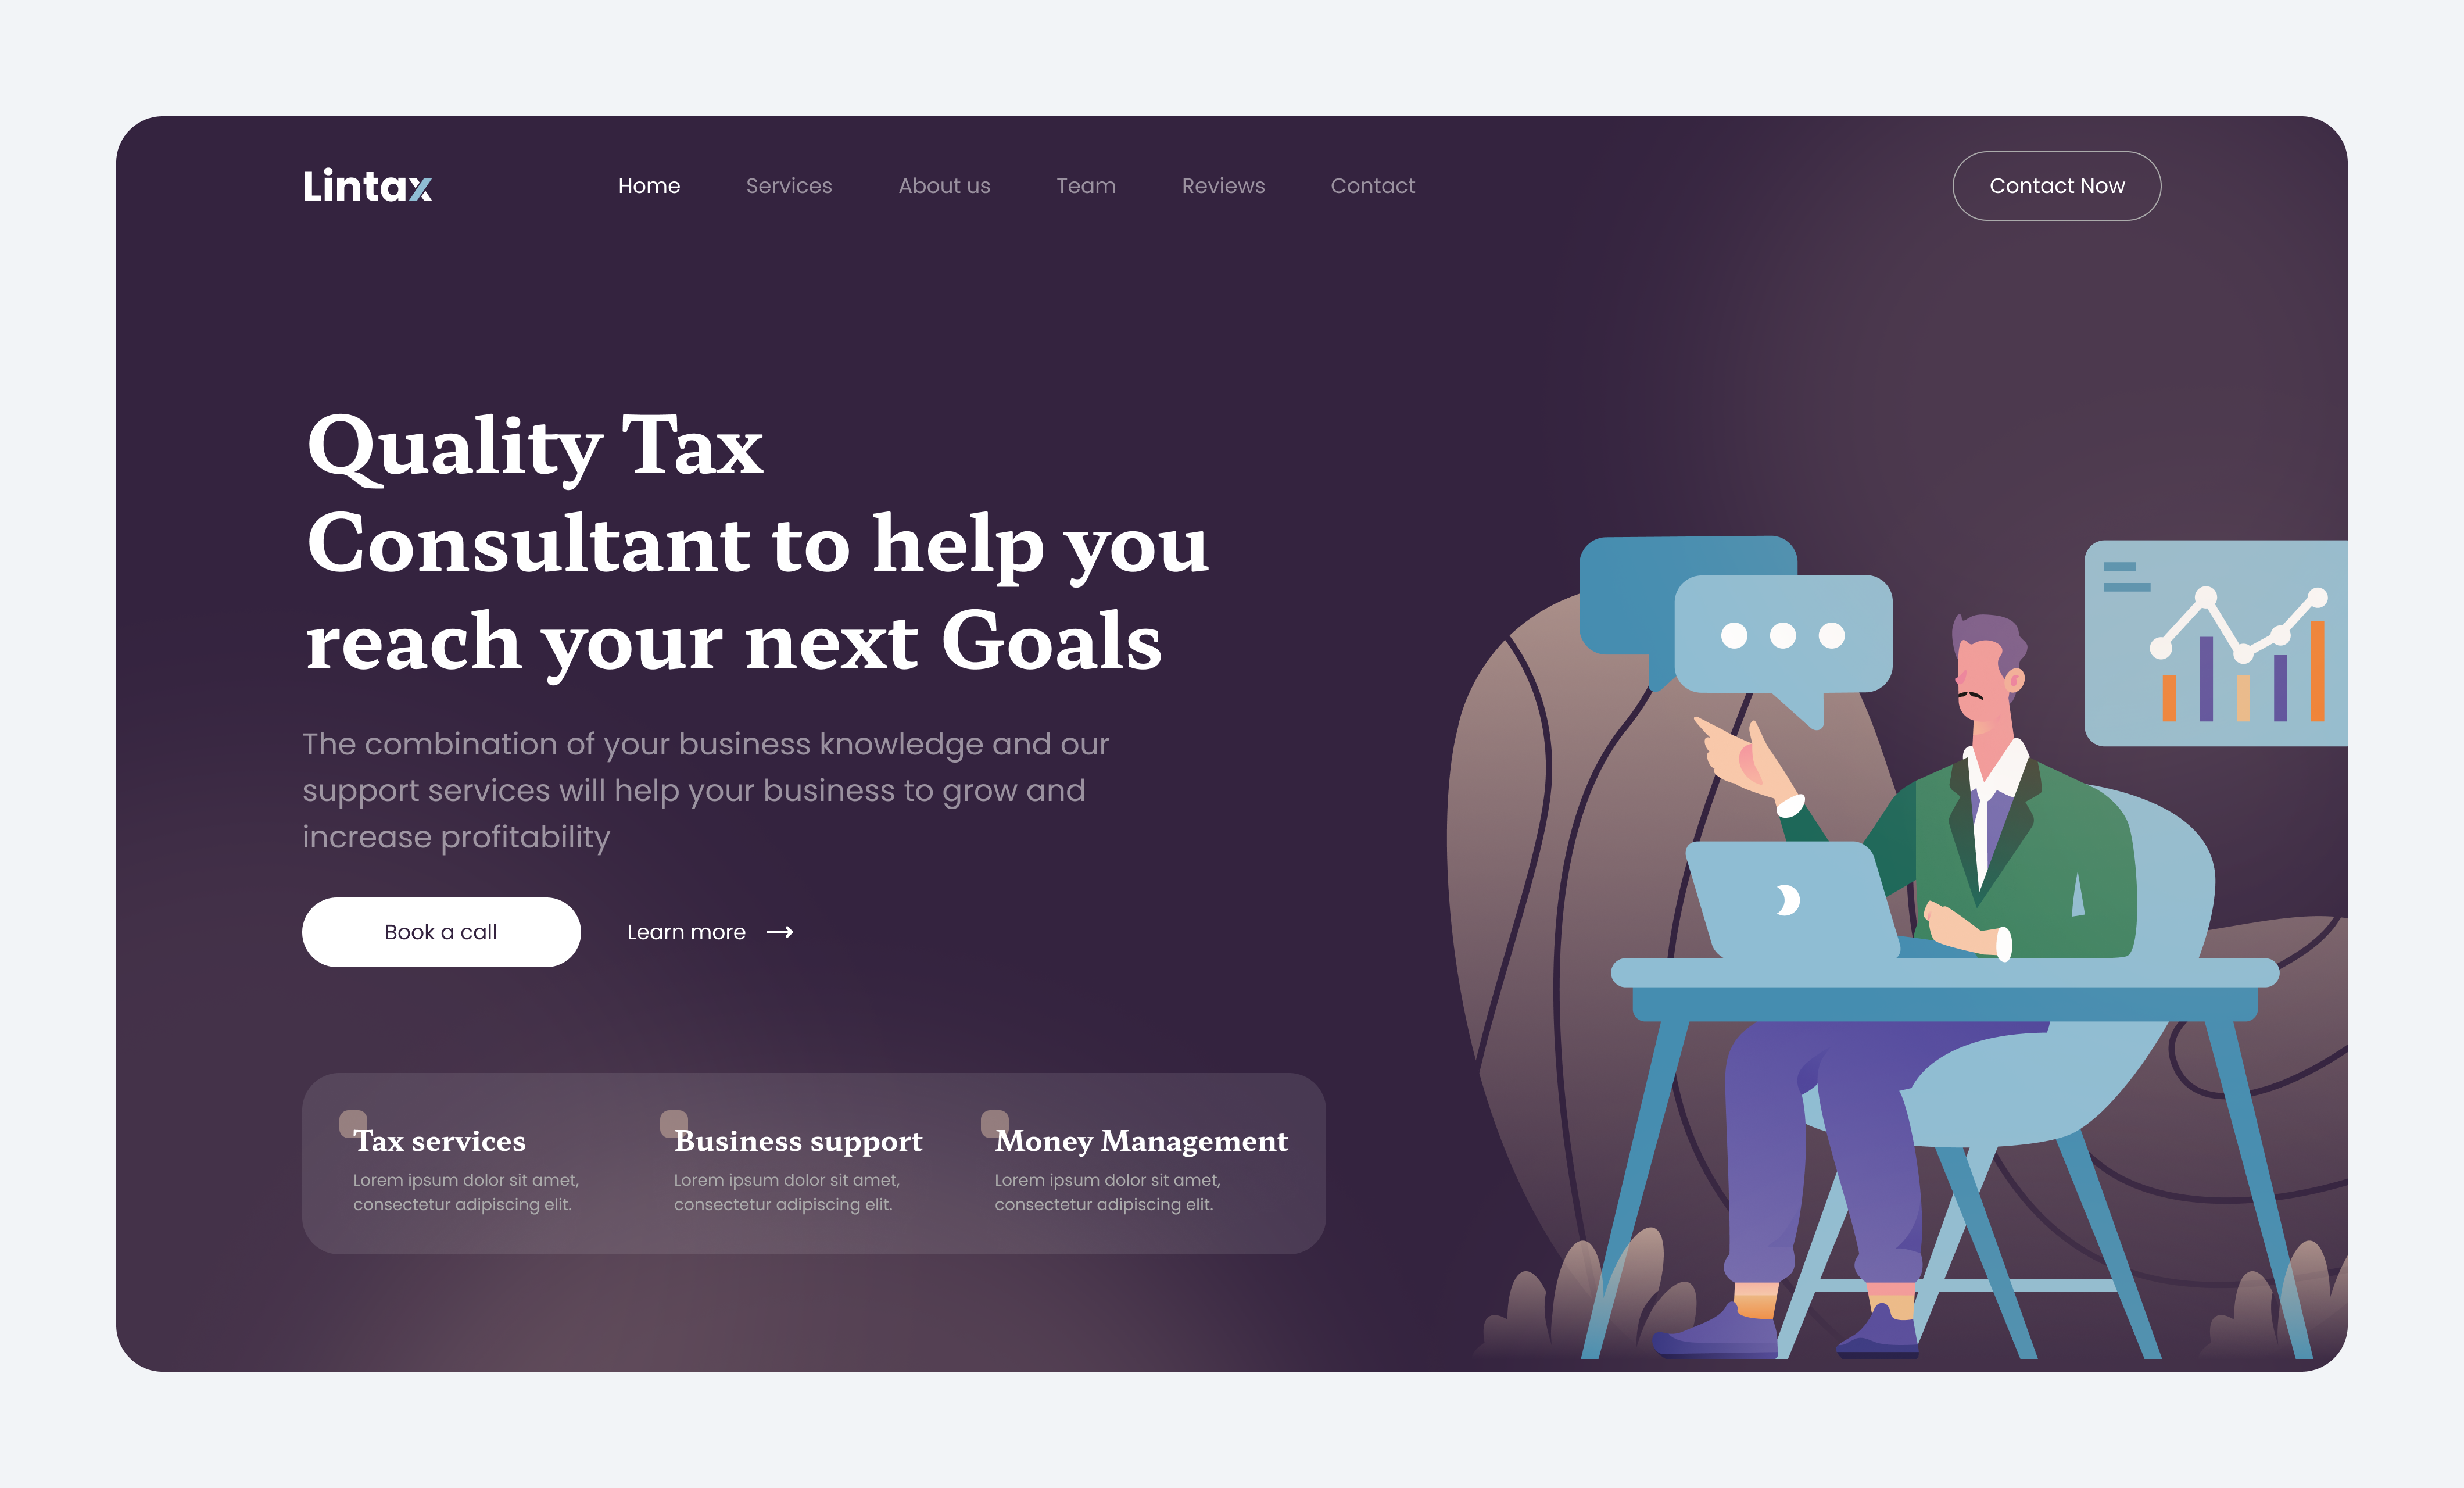 Lintax
Home Services About us Team Reviews Contact
Contact Now
Quality Tax
Consultant to help you
reach your next Goals
The combination of your business knowledge and our
support services will help your business to grow and
increase profitability
Book a call
Learn more
Tax services
Lorem ipsum dolor sit amet,
consectetur adipiscing elit.
Business support
Lorem ipsum dolor sit amet,
consectetur adipiscing elit.
Money Management
Lorem ipsum dolor sit amet,
consectetur adipiscing elit.